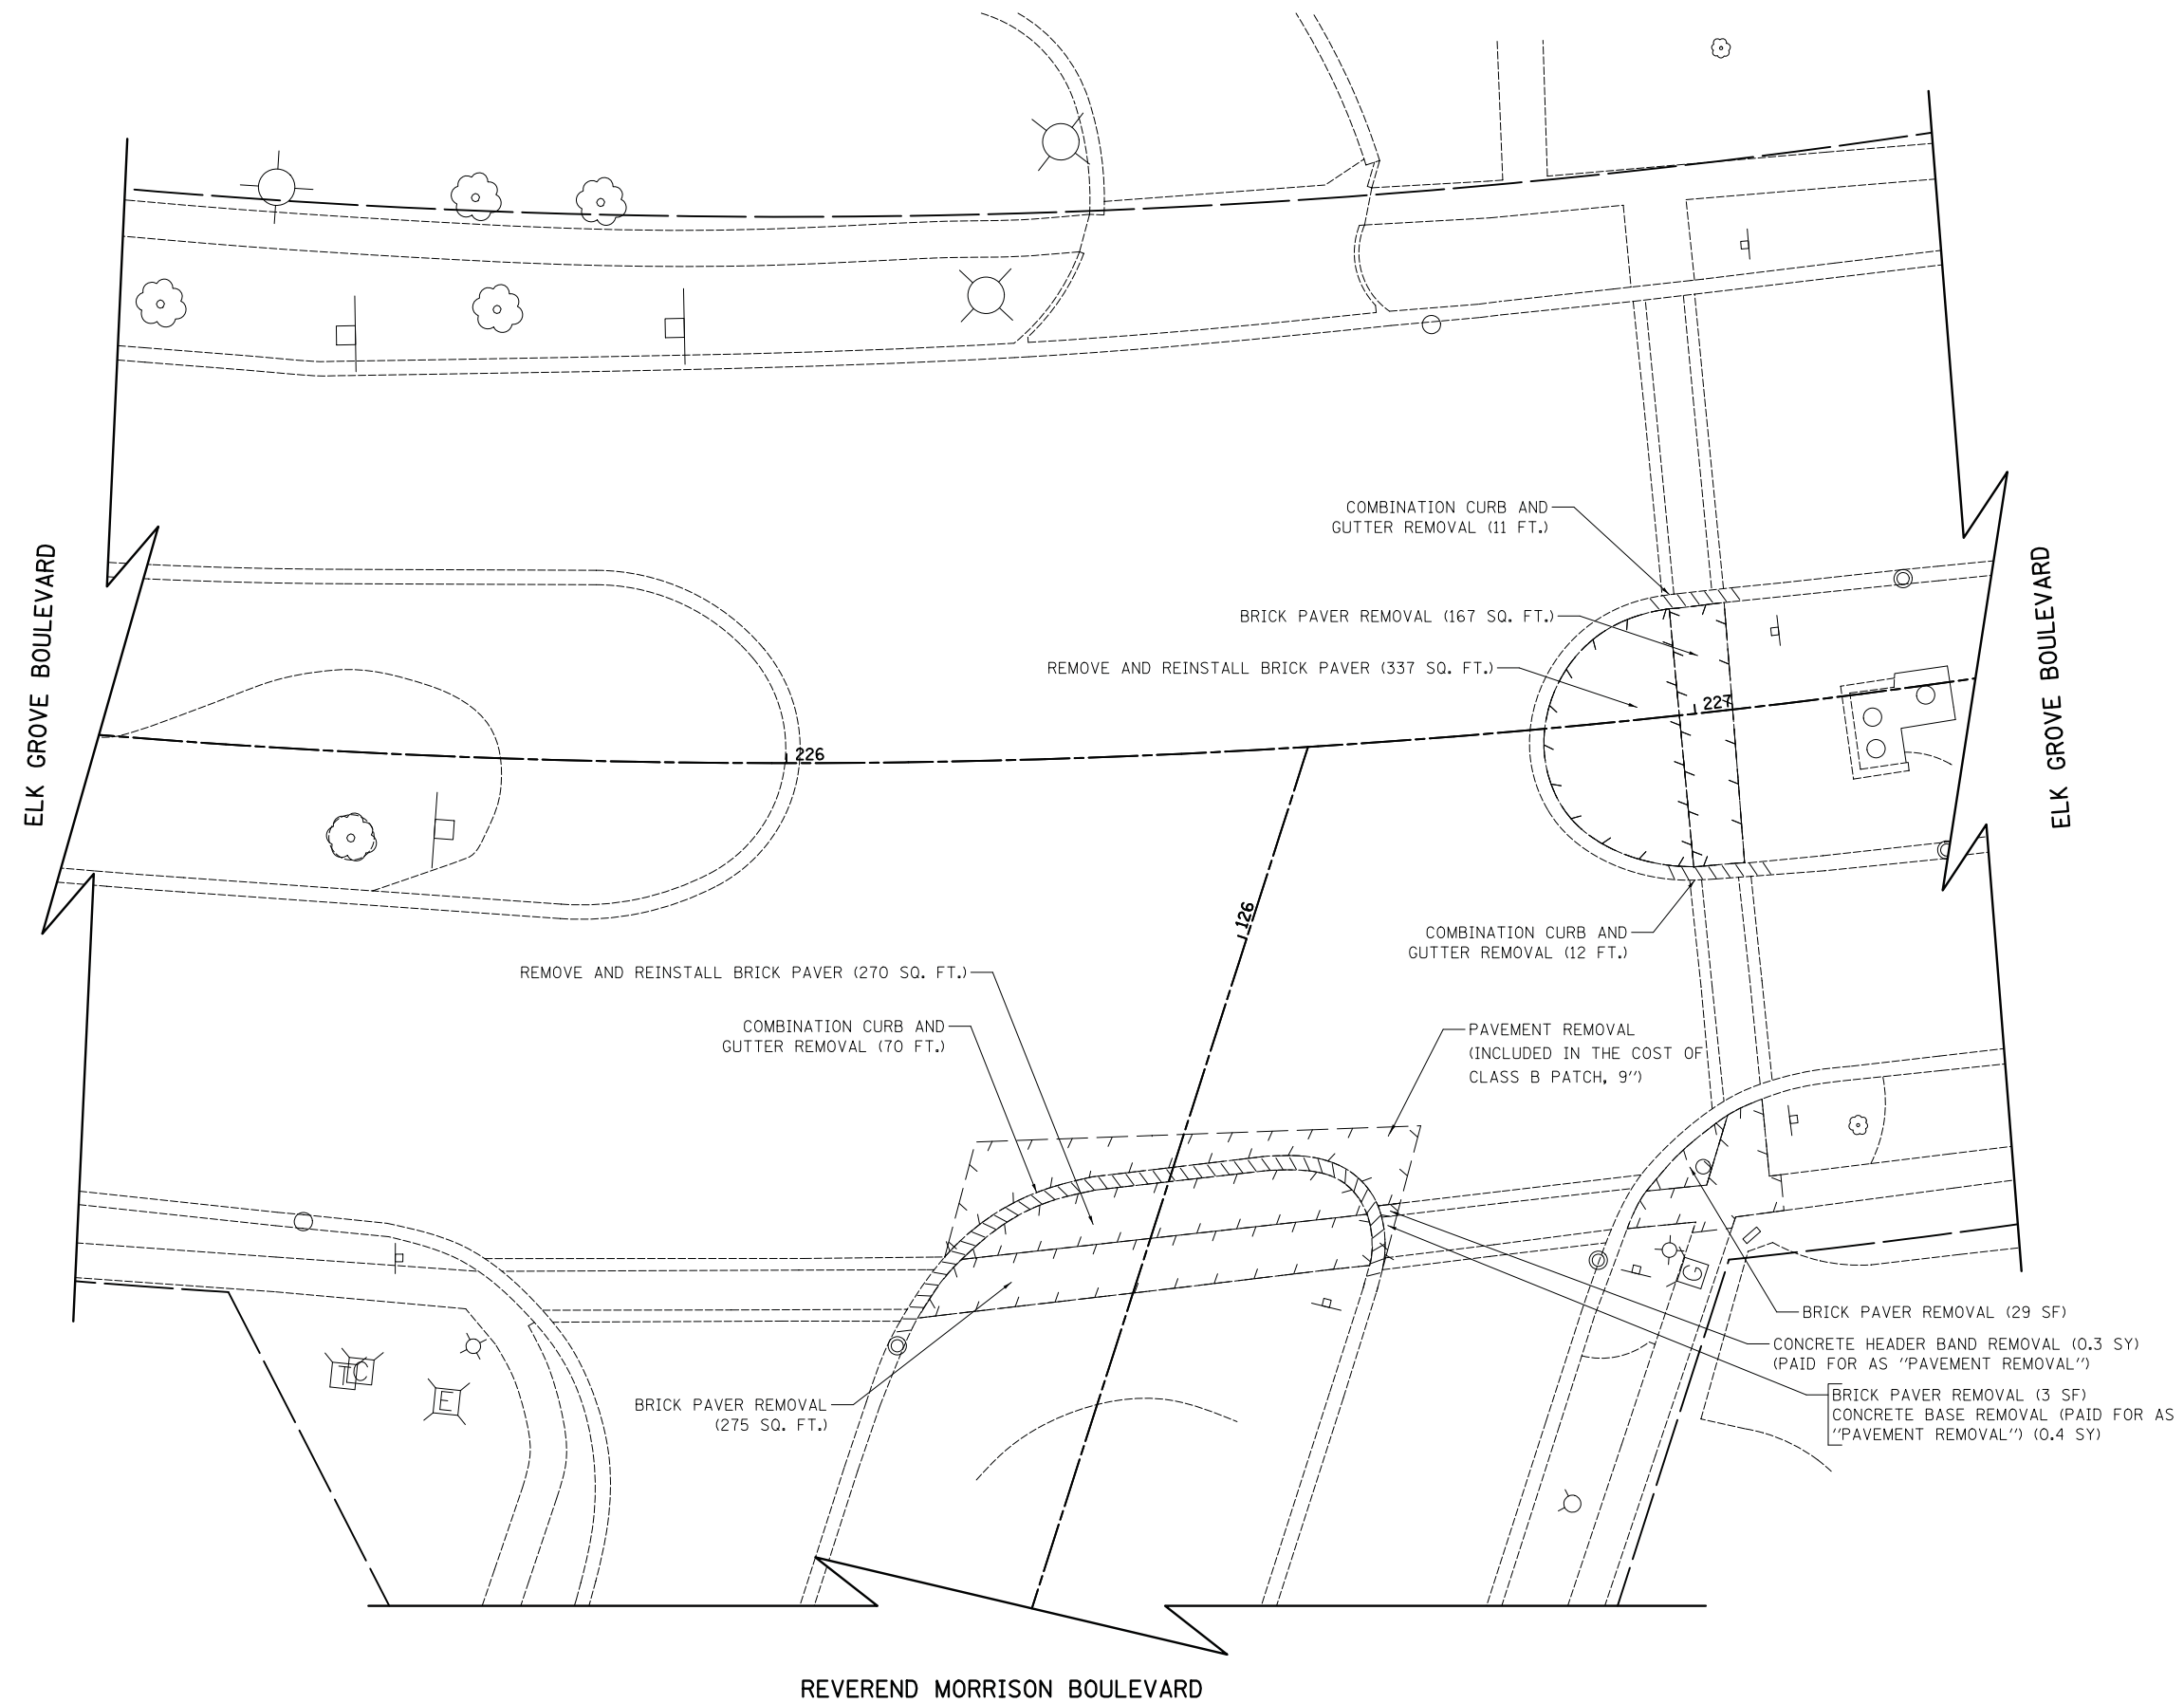 COMBINATION CURB AND
GUTTER REMOVAL (11 FT.)
BRICK PAVER REMOVAL (167 SQ. FT.)
REMOVE AND REINSTALL BRICK PAVER (337 SQ. FT.)
ELK GROVE BOULEVARD
ELK GROVE BOULEVARD
227
226
126
COMBINATION CURB AND
GUTTER REMOVAL (12 FT.)
REMOVE AND REINSTALL BRICK PAVER (270 SQ. FT.)
COMBINATION CURB AND
GUTTER REMOVAL (70 FT.)
PAVEMENT REMOVAL
(INCLUDED IN THE COST OF
CLASS B PATCH, 9")
G
BRICK PAVER REMOVAL (29 SF)
CONCRETE HEADER BAND REMOVAL (0.3 SY)
(PAID FOR AS "PAVEMENT REMOVAL")
TC
E
BRICK PAVER REMOVAL
(275 SQ. FT.)
BRICK PAVER REMOVAL (3 SF)
CONCRETE BASE REMOVAL (PAID FOR AS
"PAVEMENT REMOVAL") (0.4 SY)
REVEREND MORRISON BOULEVARD